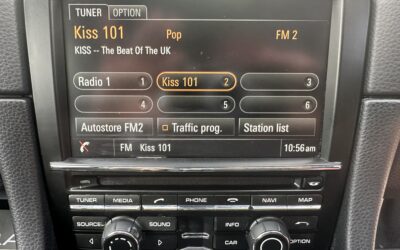 TUNER OPTION
Kiss 101 Pop FM 2
KISS -- The Beat Of The UK
Radio 1 1 Kiss 101 2 3
4 5 6
Autostore FM2 Traffic prog. Station list
FM Kiss 101 10:56 am
TUNER MEDIA PHONE NAVI MAP
SOURCE SOUND INFO
CAR